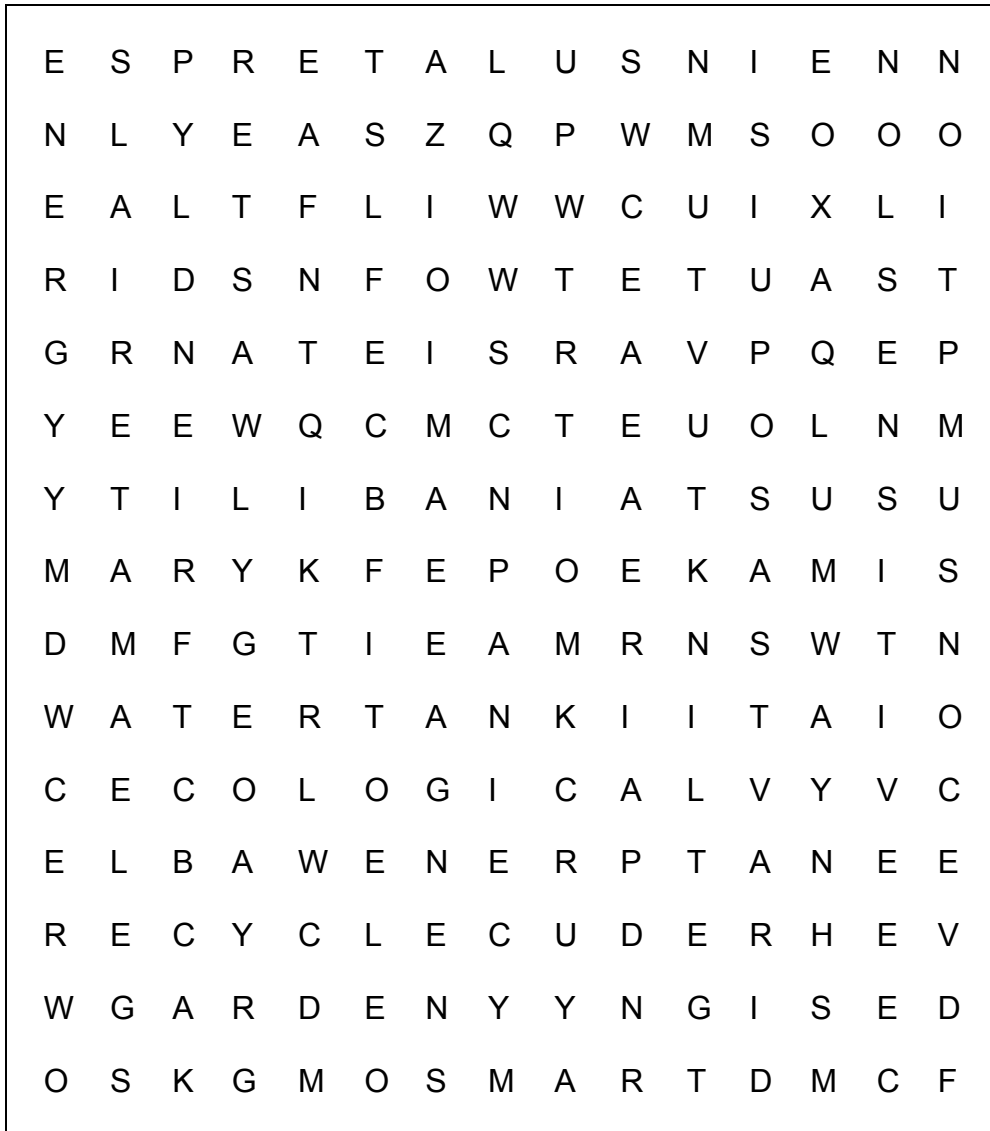 E S P R E T A L U S N I E N N
N L Y E A S Z Q P W M S O O O
E A L T F L I W W C U I X L I
R I D S N F O W T E T U A S T
G R N A T E I S R A V P Q E P
Y E E W Q C M C T E U O L N M
Y T I L I B A N I A T S U S U
M A R Y K F E P O E K A M I S
D M F G T I E A M R N S W T N
W A T E R T A N K I I T A I O
C E C O L O G I C A L V Y V C
E L B A W E N E R P T A N E E
R E C Y C L E C U D E R H E V
W G A R D E N Y Y N G I S E D
O S K G M O S M A R T D M C F